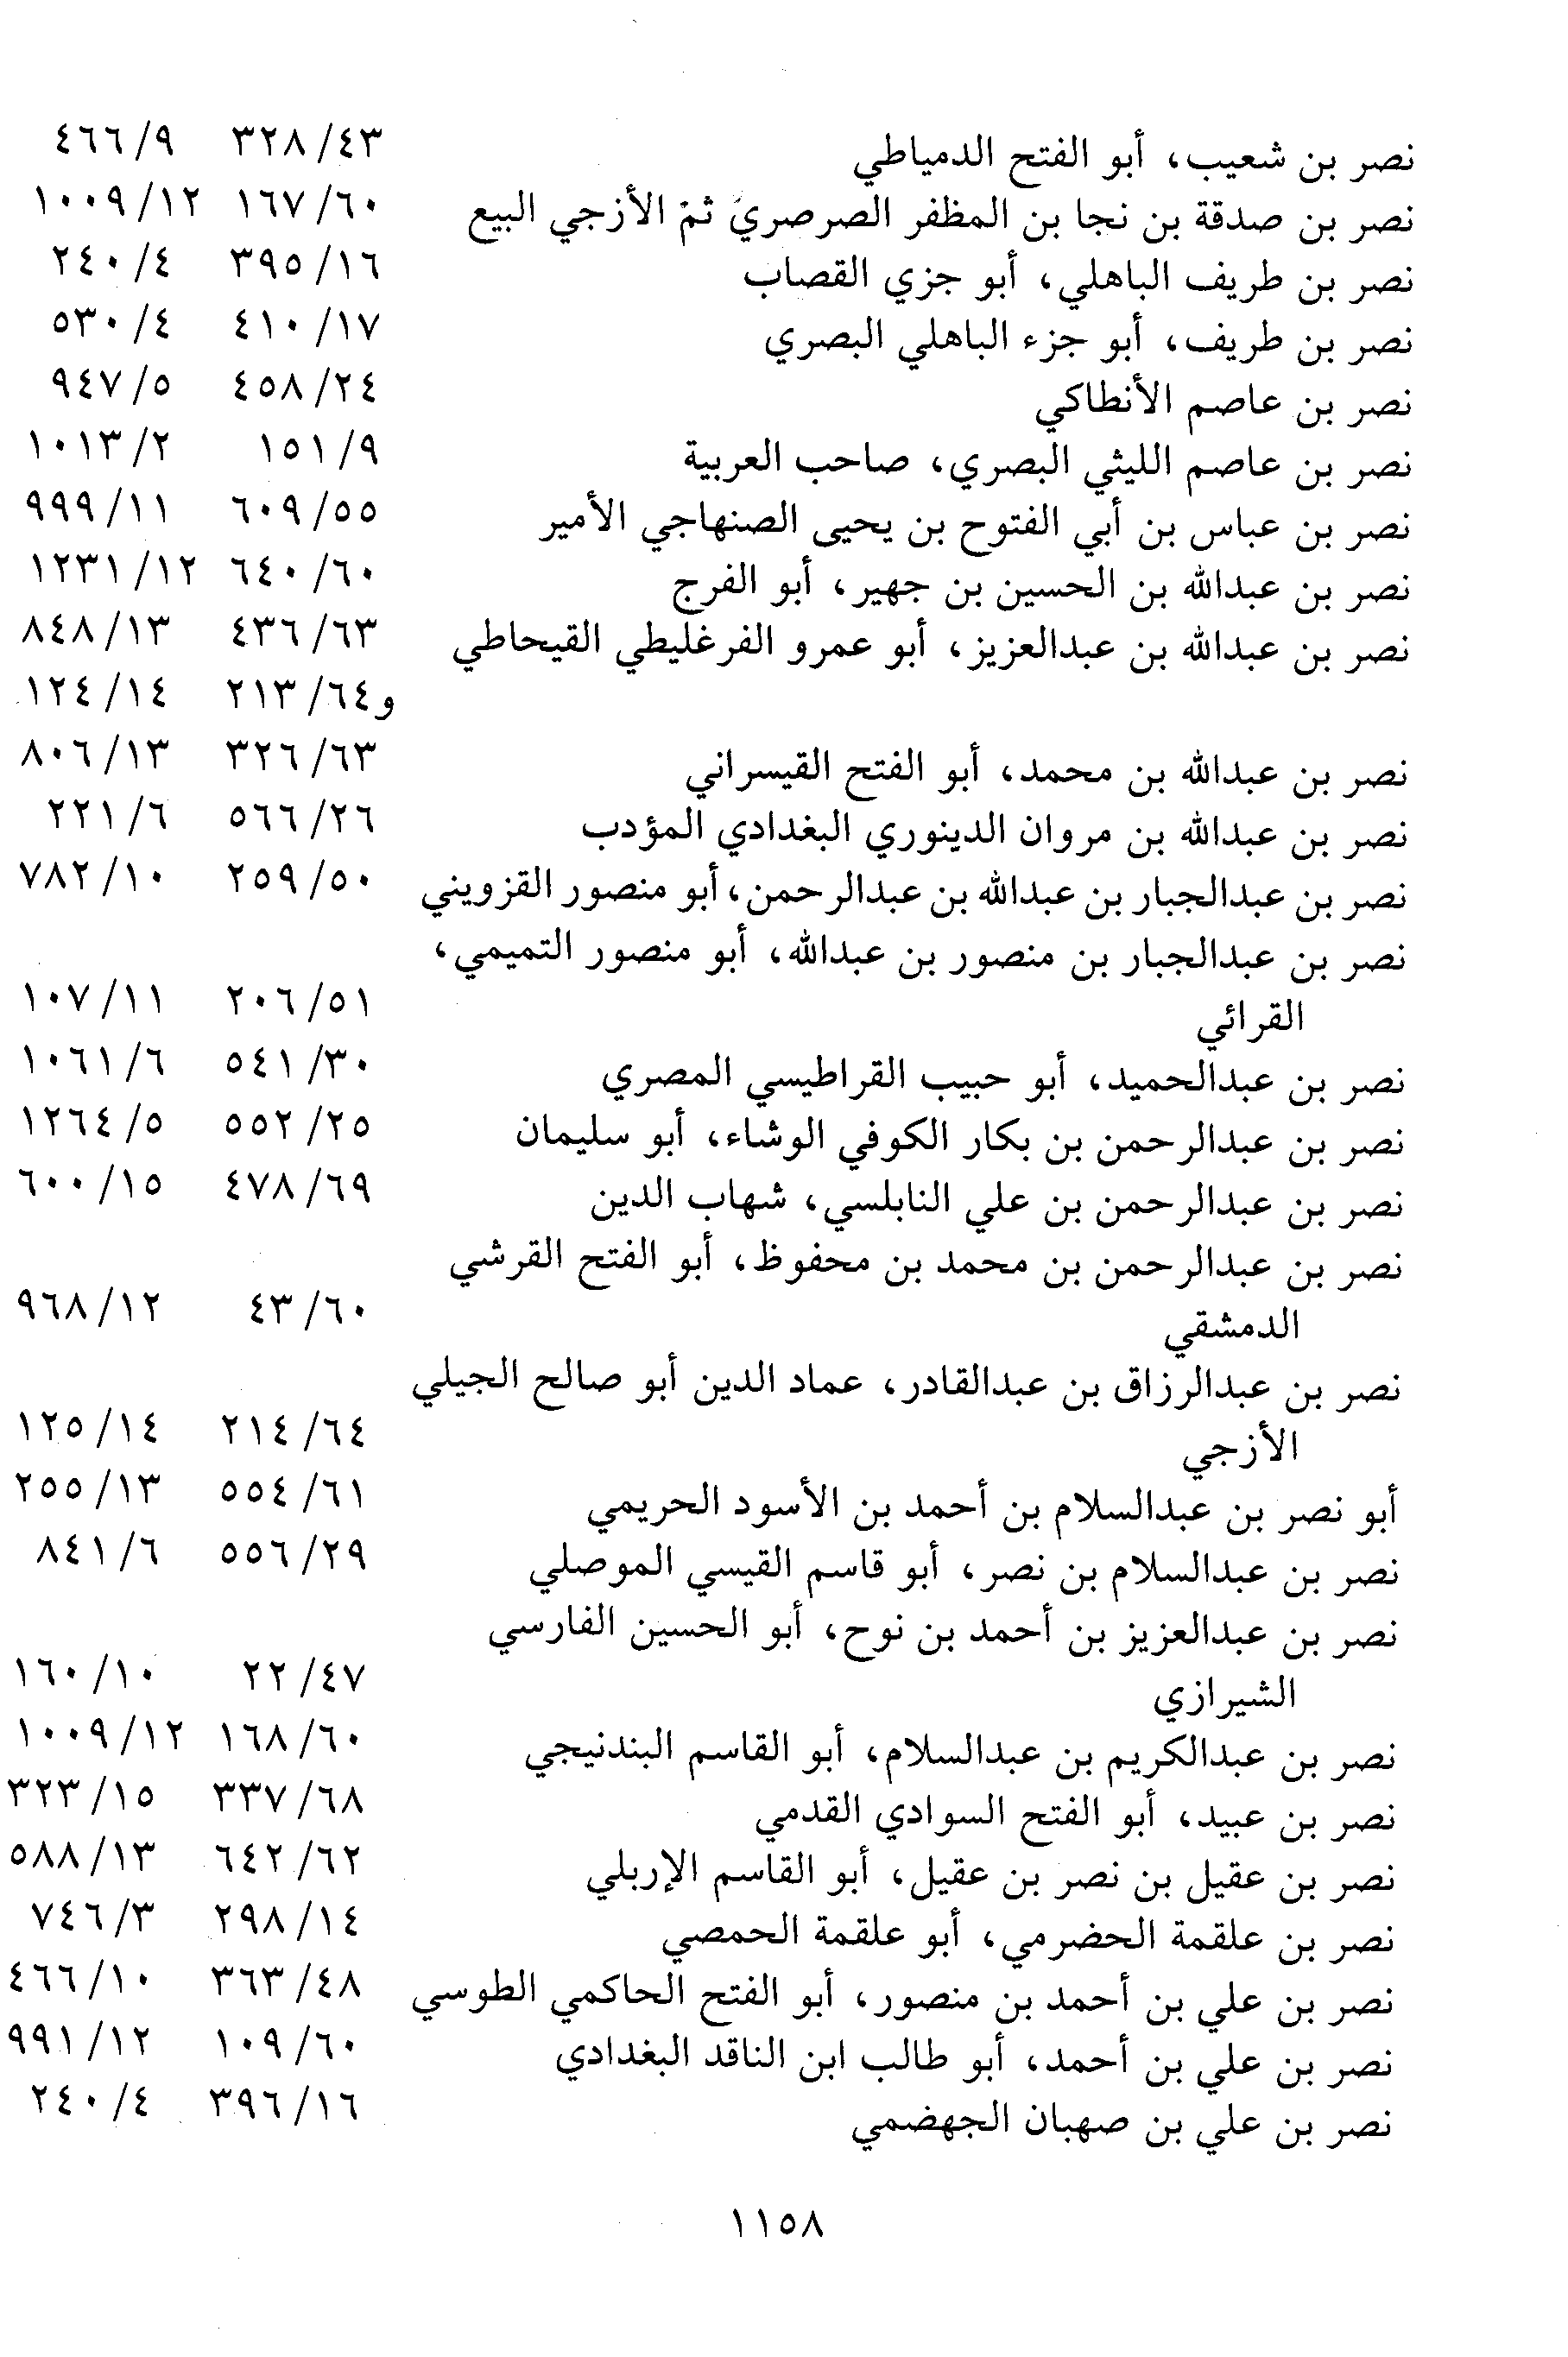 نصر بن شعيب، أبو الفتح الدمياطي ٤٣/ ٣٢٨ ٩/ ٤٦٦
نصر بن صدقة بن نجا بن المظفر الصرصريّ ثمّ الأزجي البيع ٦٠/ ١٦٧ ١٢/ ١٠٠٩
نصر بن طريف الباهلي، أبو جزي القصاب ١٦/ ٣٩٥ ٤/ ٢٤٠
نصر بن طريف، أبو جزء الباهلي البصري ١٧/ ٤١٠ ٤/ ٥٣٠
نصر بن عاصم الأنطاكي ٢٤/ ٤٥٨ ٥/ ٩٤٧
نصر بن عاصم الليثي البصري، صاحب العربية ٩/ ١٥١ ٢/ ١٠١٣
نصر بن عباس بن أبي الفتوح بن يحيى الصنهاجي الأمير ٥٥/ ٦٠٩ ١١/ ٩٩٩
نصر بن عبدالله بن الحسين بن جهير، أبو الفرج ٦٠/ ٦٤٠ ١٢/ ١٢٣١
نصر بن عبدالله بن عبدالعزيز، أبو عمرو الفرغليطي القيحاطي ٦٣/ ٤٣٦ ١٣/ ٨٤٨
و٦٤/ ٢١٣ ١٤/ ١٢٤
نصر بن عبدالله بن محمد، أبو الفتح القيسراني ٦٣/ ٣٢٦ ١٣/ ٨٠٦
نصر بن عبدالله بن مروان الدينوري البغدادي المؤدب ٢٦/ ٥٦٦ ٦/ ٢٢١
نصر بن عبدالجبار بن عبدالله بن عبدالرحمن، أبو منصور القزويني ٥٠/ ٢٥٩ ١٠/ ٧٨٢
نصر بن عبدالجبار بن منصور بن عبدالله، أبو منصور التميمي،
القرائي ٥١/ ٢٠٦ ١١/ ١٠٧
نصر بن عبدالحميد، أبو حبيب القراطيسي المصري ٣٠/ ٥٤١ ٦/ ١٠٦١
نصر بن عبدالرحمن بن بكار الكوفي الوشاء، أبو سليمان ٢٥/ ٥٥٢ ٥/ ١٢٦٤
نصر بن عبدالرحمن بن علي النابلسي، شهاب الدين ٦٩/ ٤٧٨ ١٥/ ٦٠٠
نصر بن عبدالرحمن بن محمد بن محفوظ، أبو الفتح القرشي
الدمشقي ٦٠/ ٤٣ ١٢/ ٩٦٨
نصر بن عبدالرزاق بن عبدالقادر، عماد الدين أبو صالح الجيلي
الأزجي ٦٤/ ٢١٤ ١٤/ ١٢٥
أبو نصر بن عبدالسلام بن أحمد بن الأسود الحريمي ٦١/ ٥٥٤ ١٣/ ٢٥٥
نصر بن عبدالسلام بن نصر، أبو قاسم القيسي الموصلي ٢٩/ ٥٥٦ ٦/ ٨٤١
نصر بن عبدالعزيز بن أحمد بن نوح، أبو الحسين الفارسي
الشيرازي ٤٧/ ٢٢ ١٠/ ١٦٠
نصر بن عبدالكريم بن عبدالسلام، أبو القاسم البندنيجي ٦٠/ ١٦٨ ١٢/ ١٠٠٩
نصر بن عبيد، أبو الفتح السوادي القدمي ٦٨/ ٣٣٧ ١٥/ ٣٢٣
نصر بن عقيل بن نصر بن عقيل، أبو القاسم الإربلي ٦٢/ ٦٤٢ ١٣/ ٥٨٨
نصر بن علقمة الحضرمي، أبو علقمة الحمصي ١٤/ ٢٩٨ ٣/ ٧٤٦
نصر بن علي بن أحمد بن منصور، أبو الفتح الحاكمي الطوسي ٤٨/ ٣٦٣ ١٠/ ٤٦٦
نصر بن علي بن أحمد، أبو طالب ابن الناقد البغدادي ٦٠/ ١٠٩ ١٢/ ٩٩١
نصر بن علي بن صهبان الجهضمي ١٦/ ٣٩٦ ٤/ ٢٤٠
١١٥٨